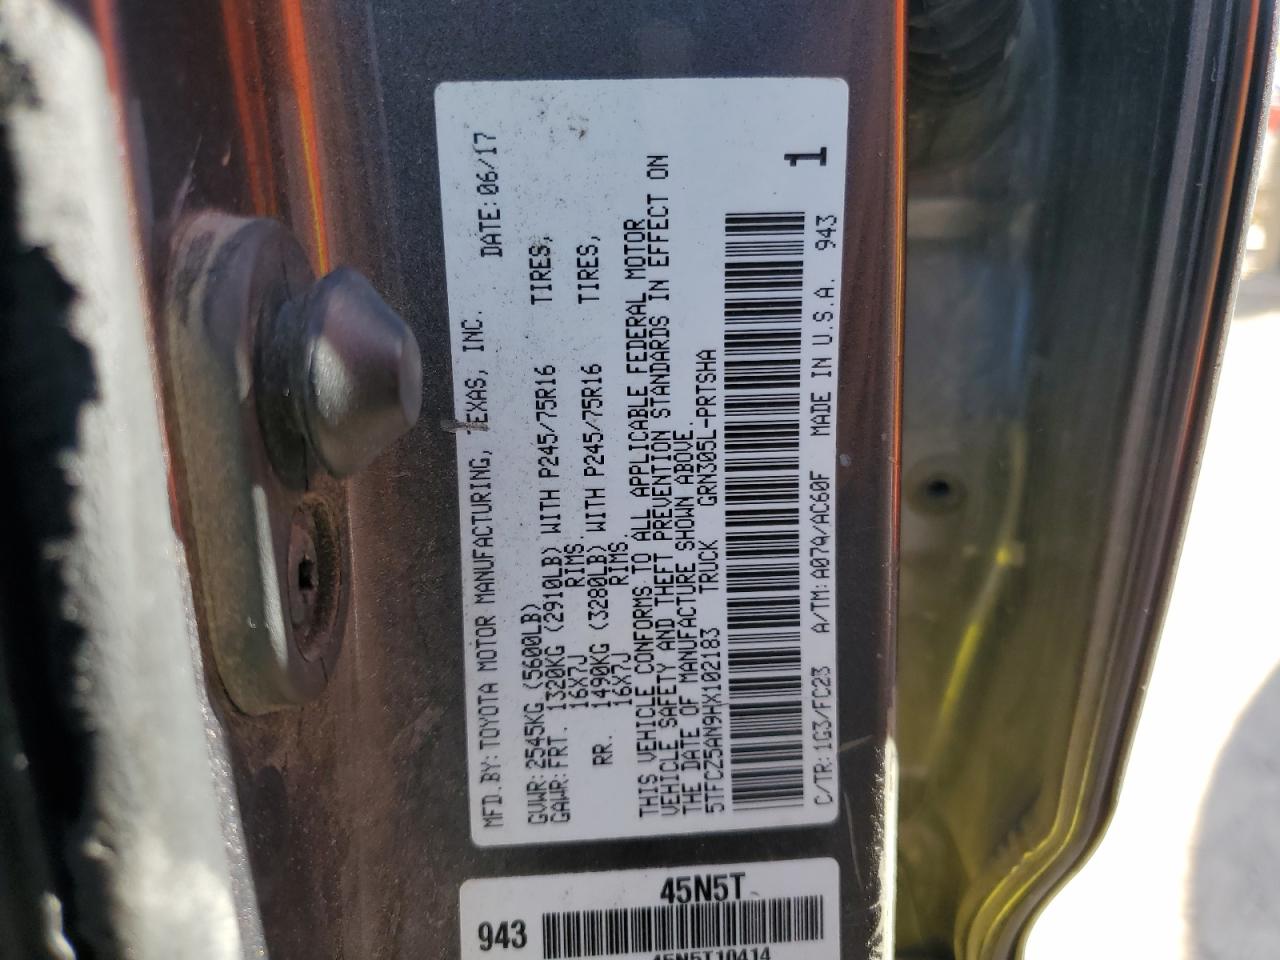 MFD.BY: TOYOTA MOTOR MANUFACTURING, TEXAS, INC. DATE: 06/17
GVWR: 2545KG (5600LB)
GAWR: FRT. 1320KG (2910LB) WITH P245/75R16 TIRES,
16X7J RIMS,
RR. 1490KG (3280LB) WITH P245/75R16 TIRES,
16X7J RIMS.
THIS VEHICLE CONFORMS TO ALL APPLICABLE FEDERAL MOTOR
VEHICLE SAFETY AND THEFT PREVENTION STANDARDS IN EFFECT ON
THE DATE OF MANUFACTURE SHOWN ABOVE.
5TFCZ5AN9HX102183 TRUCK GRN305L-PRTSHA
1
C/TR: 1G3/FC23 A/TM: A07A/AC60F MADE IN U.S.A. 943
45N5T
943
45N5T10414